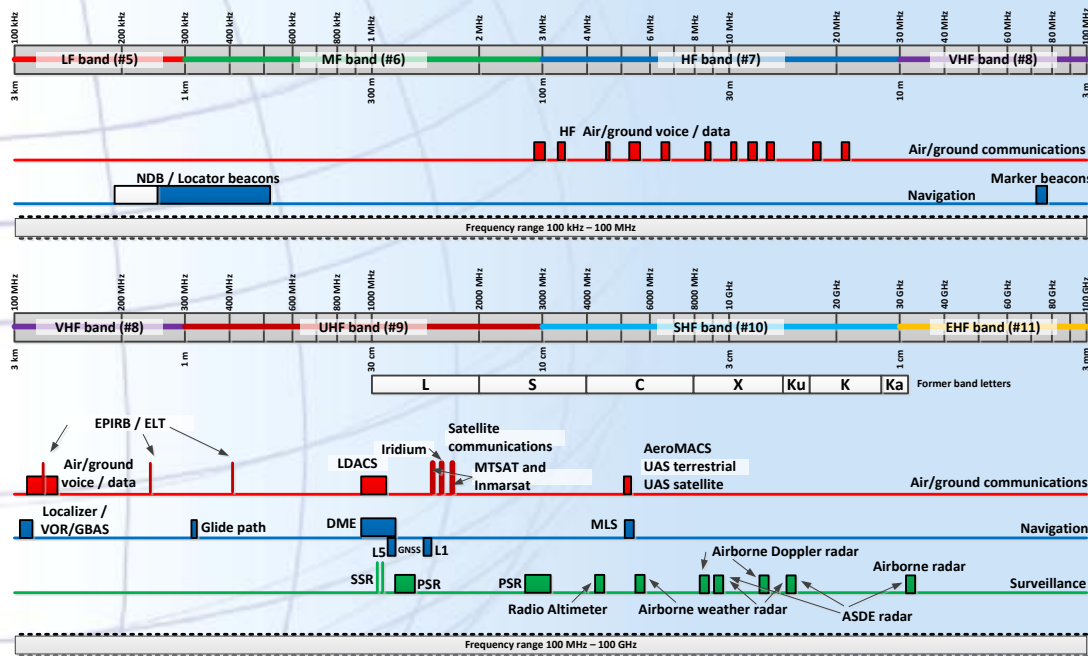 100 kHz 200 kHz 300 kHz 400 kHz 600 kHz 800 kHz 1 MHz 2 MHz 3 MHz 4 MHz 6 MHz 8 MHz 10 MHz 20 MHz 30 MHz 40 MHz 60 MHz 80 MHz 100 MHz
LF band (#5) MF band (#6) HF band (#7) VHF band (#8)
3 km 1 km 300 m 100 m 30 m 10 m 3 m
HF Air/ground voice / data
Air/ground communications
NDB / Locator beacons Marker beacons
Navigation
Frequency range 100 kHz – 100 MHz
100 MHz 200 MHz 300 MHz 400 MHz 600 MHz 800 MHz 1000 MHz 2000 MHz 3000 MHz 4000 MHz 6000 MHz 8000 MHz 10 GHz 20 GHz 30 GHz 40 GHz 60 GHz 80 GHz 100 GHz
VHF band (#8) UHF band (#9) SHF band (#10) EHF band (#11)
3 km 1 m 30 cm 10 cm 3 cm 1 cm 3 mm
L S C X Ku K Ka Former band letters
EPIRB / ELT
Satellite
communications
Iridium
AeroMACS
Air/ground
voice / data
LDACS
MTSAT and
Inmarsat
UAS terrestrial
UAS satellite
Air/ground communications
Localizer /
VOR/GBAS
Glide path
DME
MLS
Navigation
L5 GNSS L1
Airborne Doppler radar
Airborne radar
SSR PSR PSR Surveillance
Radio Altimeter Airborne weather radar ASDE radar
Frequency range 100 MHz – 100 GHz